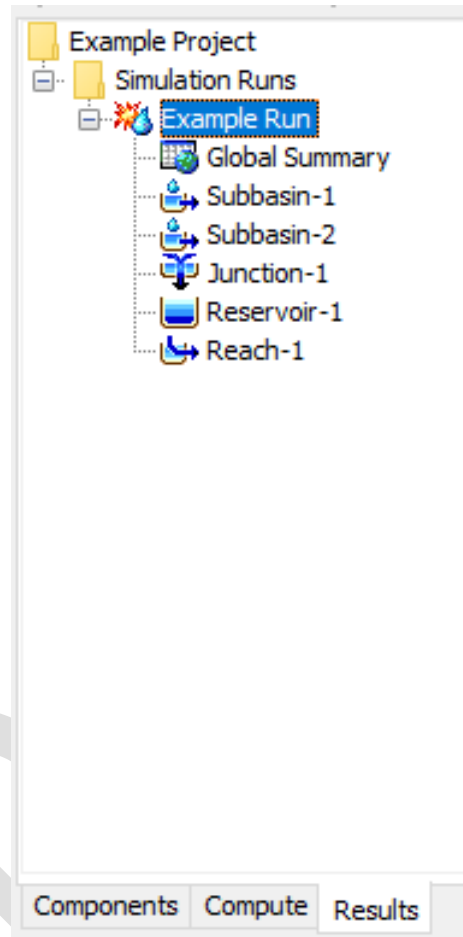 Example Project
Simulation Runs
Example Run
Global Summary
Subbasin-1
Subbasin-2
Junction-1
Reservoir-1
Reach-1
Components Compute Results